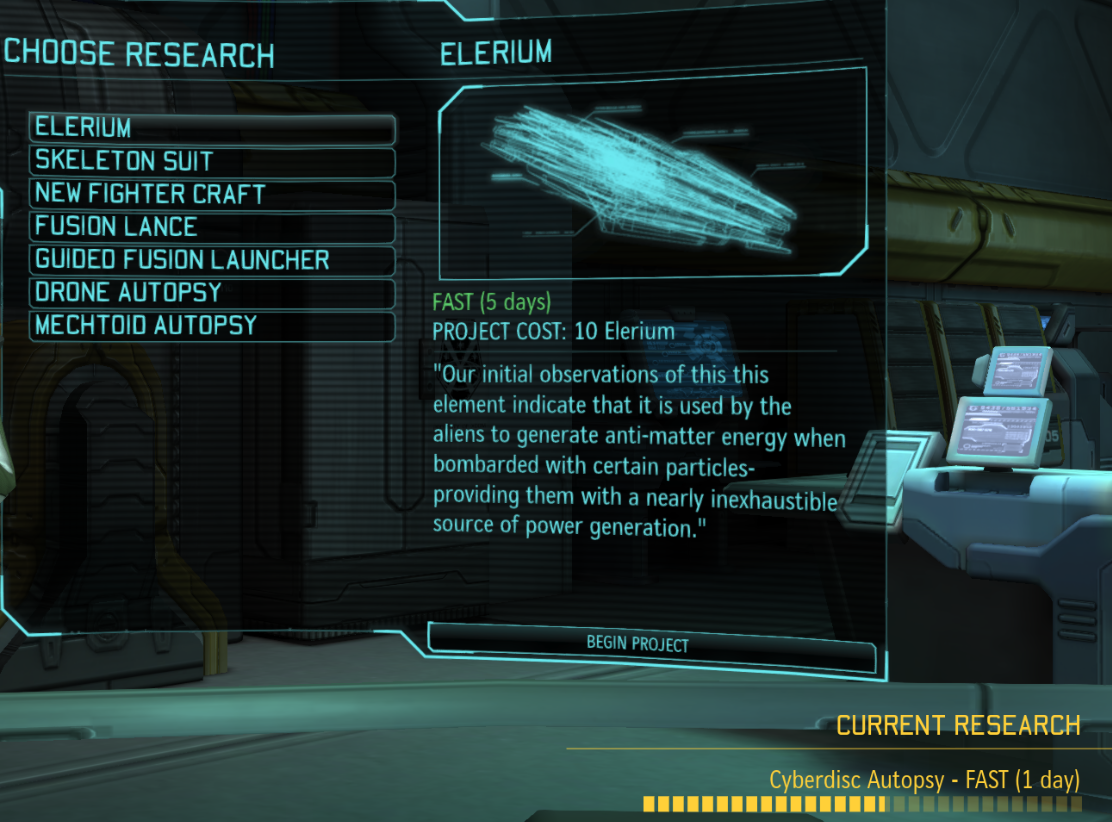 CHOOSE RESEARCH
ELERIUM
SKELETON SUIT
NEW FIGHTER CRAFT
FUSION LANCE
GUIDED FUSION LAUNCHER
DRONE AUTOPSY
MECHTOID AUTOPSY
ELERIUM
FAST (5 days)
PROJECT COST: 10 Elerium
"Our initial observations of this this
element indicate that it is used by the
aliens to generate anti-matter energy when
bombarded with certain particles-
providing them with a nearly inexhaustible
source of power generation."
BEGIN PROJECT
05
CURRENT RESEARCH
Cyberdisc Autopsy - FAST (1 day)